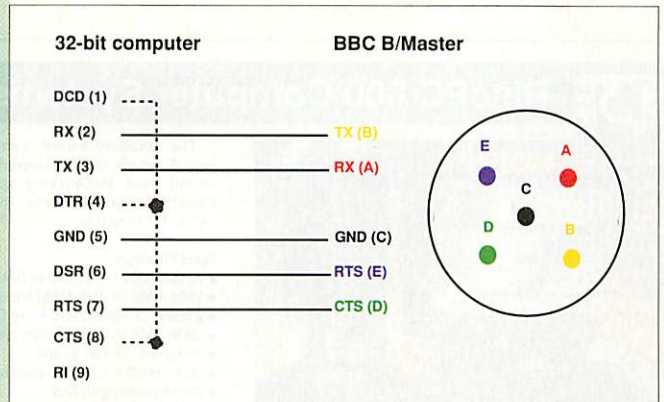 32-bit computer BBC B/Master
DCD (1)
RX (2) TX (B)
TX (3) RX (A)
DTR (4)
GND (5) GND (C)
DSR (6) RTS (E)
RTS (7) CTS (D)
CTS (8)
RI (9)
E A
C
D B